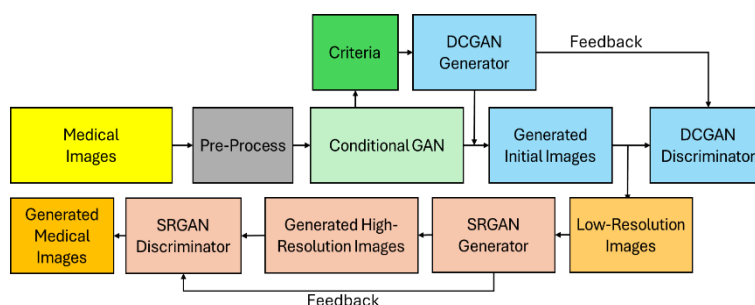 Criteria
DCGAN
Generator
Feedback
Medical
Images
Pre-Process
Conditional GAN
Generated
Initial Images
DCGAN
Discriminator
Generated
Medical
Images
SRGAN
Discriminator
Generated High-
Resolution Images
SRGAN
Generator
Low-Resolution
Images
Feedback